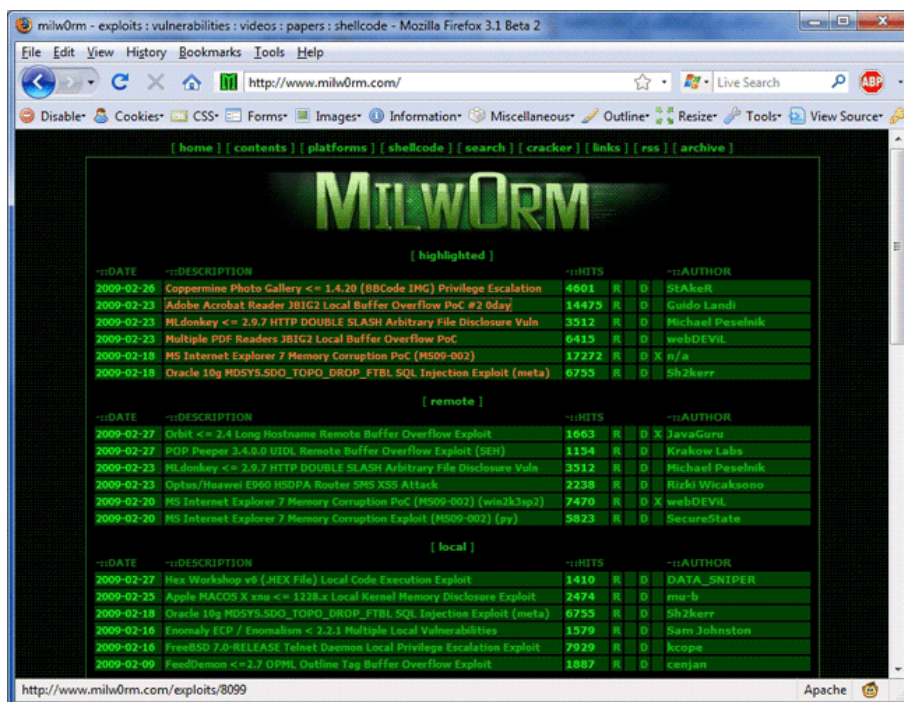 milw0rm - exploits : vulnerabilities : videos : papers : shellcode - Mozilla Firefox 3.1 Beta 2
File Edit View History Bookmarks Tools Help
http://www.milw0rm.com/ Live Search ABP
Disable Cookies CSS Forms Images Information Miscellaneous Outline Resize Tools View Source
[ home ] [ contents ] [ platforms ] [ shellcode ] [ search ] [ cracker ] [ links ] [ rss ] [ archive ]
MILW0RM
[ highlighted ]
-::DATE -::DESCRIPTION -::HITS -::AUTHOR
2009-02-26 Coppermine Photo Gallery <= 1.4.20 (BBCode IMG) Privilege Escalation 4601 R D StAkeR
2009-02-23 Adobe Acrobat Reader JBIG2 Local Buffer Overflow PoC #2 0day 14475 R D Guido Landi
2009-02-23 MLdonkey <= 2.9.7 HTTP DOUBLE SLASH Arbitrary File Disclosure Vuln 3512 R D Michael Peselnik
2009-02-23 Multiple PDF Readers JBIG2 Local Buffer Overflow PoC 6415 R D webDEViL
2009-02-18 MS Internet Explorer 7 Memory Corruption PoC (MS09-002) 17272 R D X n/a
2009-02-18 Oracle 10g MDSYS.SDO_TOPO_DROP_FTBL SQL Injection Exploit (meta) 6755 R D Sh2kerr
[ remote ]
-::DATE -::DESCRIPTION -::HITS -::AUTHOR
2009-02-27 Orbit <= 2.4 Long Hostname Remote Buffer Overflow Exploit 1663 R D X JavaGuru
2009-02-27 POP Peeper 3.4.0.0 UIDL Remote Buffer Overflow Exploit (SEH) 1154 R D Krakow Labs
2009-02-23 MLdonkey <= 2.9.7 HTTP DOUBLE SLASH Arbitrary File Disclosure Vuln 3512 R D Michael Peselnik
2009-02-23 Optus/Huawei E960 HSDPA Router SMS XSS Attack 2238 R D Rizki Wicaksono
2009-02-20 MS Internet Explorer 7 Memory Corruption PoC (MS09-002) (win2k3sp2) 7470 R D X webDEViL
2009-02-20 MS Internet Explorer 7 Memory Corruption Exploit (MS09-002) (py) 5823 R D SecureState
[ local ]
-::DATE -::DESCRIPTION -::HITS -::AUTHOR
2009-02-27 Hex Workshop v6 (.HEX File) Local Code Execution Exploit 1410 R D DATA_SNIPER
2009-02-25 Apple MACOS X xnu <= 1228.x Local Kernel Memory Disclosure Exploit 2474 R D mu-b
2009-02-18 Oracle 10g MDSYS.SDO_TOPO_DROP_FTBL SQL Injection Exploit (meta) 6755 R D Sh2kerr
2009-02-16 Enomaly ECP / Enomalism < 2.2.1 Multiple Local Vulnerabilities 1579 R D Sam Johnston
2009-02-16 FreeBSD 7.0-RELEASE Telnet Daemon Local Privilege Escalation Exploit 7929 R D kcope
2009-02-09 FeedDemon <=2.7 OPML Outline Tag Buffer Overflow Exploit 1887 R D cenjan
http://www.milw0rm.com/exploits/8099 Apache